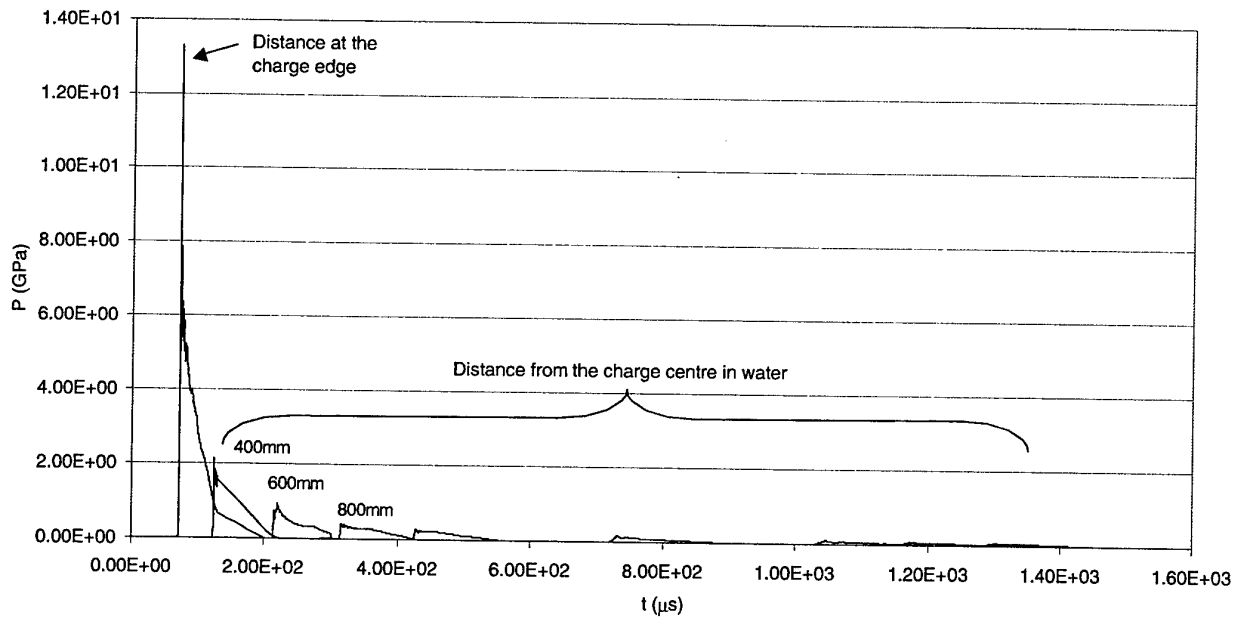 1.40E+01
Distance at the
charge edge
1.20E+01
1.00E+01
8.00E+00
P (GPa)
6.00E+00
4.00E+00
Distance from the charge centre in water
2.00E+00
400mm
600mm
800mm
0.00E+00
0.00E+00 2.00E+02 4.00E+02 6.00E+02 8.00E+02 1.00E+03 1.20E+03 1.40E+03 1.60E+03
t (μs)